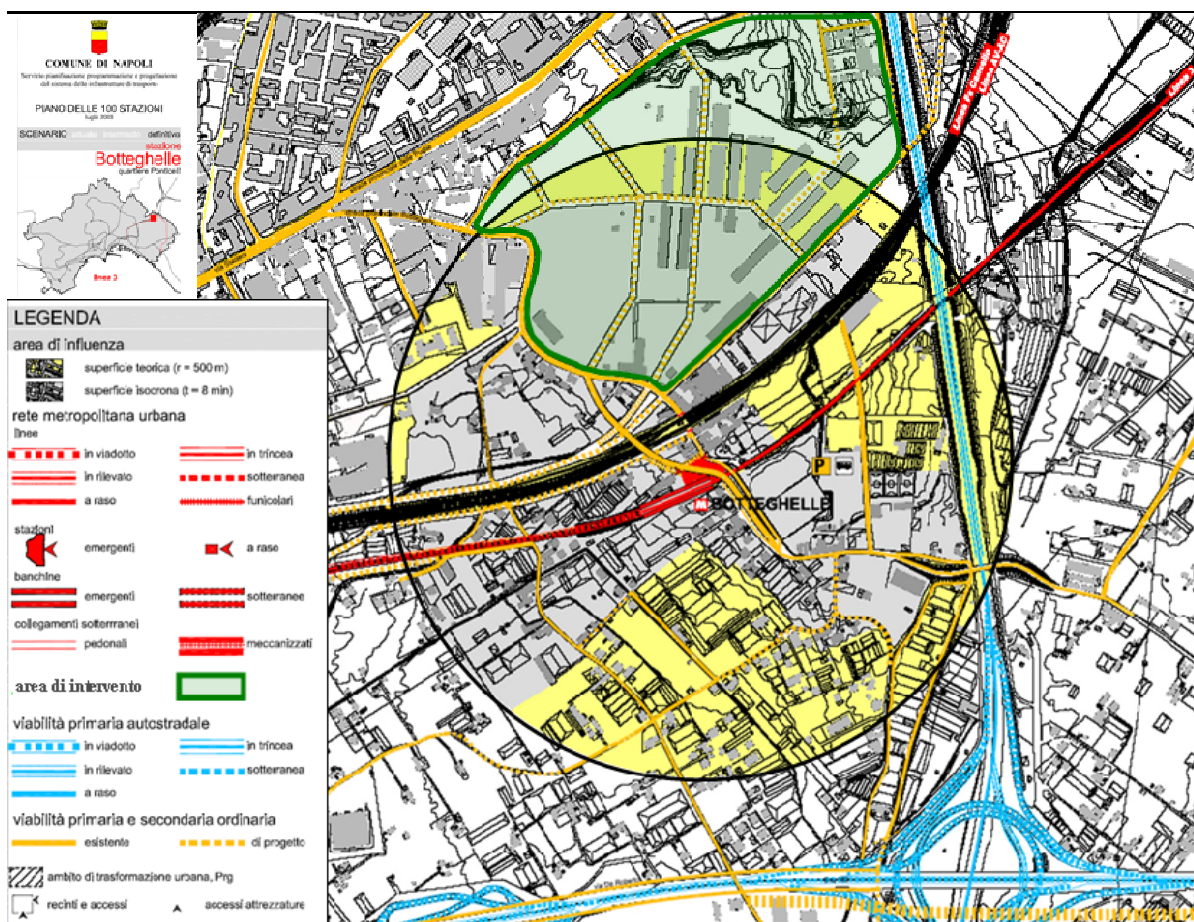 COMUNE DI NAPOLI
Servizio pianificazione programmazione e progettazione
del sistema delle infrastrutture di trasporto
PIANO DELLE 100 STAZIONI
luglio 2003
SCENARIO attuale intermedio definitivo
stazione
Botteghelle
quartiere Ponticelli
linea 3
LEGENDA
area di influenza
superficie teorica (r = 500 m)
superficie isocrona (t = 8 min)
rete metropolitana urbana
linee
in viadotto
in trincea
in rilevato
sotterranea
a raso
funicolari
stazioni
emergenti
a raso
banchine
emergenti
sotterranee
collegamenti sotterranei
pedonali
meccanizzati
area di intervento
viabilità primaria autostradale
in viadotto
in trincea
in rilevato
sotterranea
a raso
viabilità primaria e secondaria ordinaria
esistente
di progetto
ambito di trasformazione urbana, Prg
recinti e accessi
accessi attrezzature
P
M BOTTEGHELLE